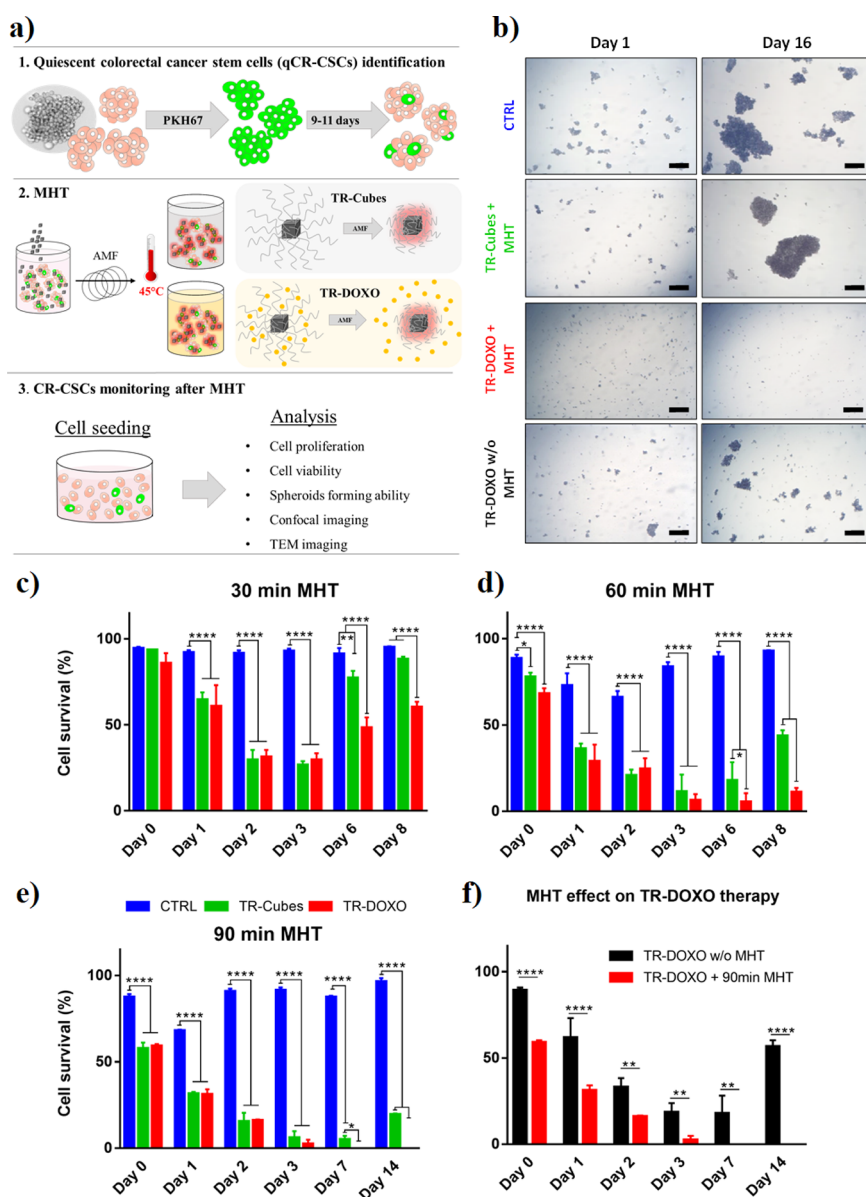 a)
1. Quiescent colorectal cancer stem cells (qCR-CSCs) identification
PKH67
9-11 days
2. MHT
AMF
45°C
TR-Cubes
AMF
TR-DOXO
AMF
3. CR-CSCs monitoring after MHT
Cell seeding
Analysis
• Cell proliferation
• Cell viability
• Spheroids forming ability
• Confocal imaging
• TEM imaging
b)
Day 1
Day 16
CTRL
TR-Cubes +
MHT
TR-DOXO +
MHT
TR-DOXO w/o
MHT
c)
30 min MHT
Cell survival (%)
100
50
0
****
****
****
**
****
****
Day 0
Day 1
Day 2
Day 3
Day 6
Day 8
d)
60 min MHT
100
50
0
****
*
****
****
****
****
*
****
Day 0
Day 1
Day 2
Day 3
Day 6
Day 8
e)
CTRL
TR-Cubes
TR-DOXO
90 min MHT
Cell survival (%)
100
50
0
****
****
****
****
****
*
****
Day 0
Day 1
Day 2
Day 3
Day 7
Day 14
f)
MHT effect on TR-DOXO therapy
TR-DOXO w/o MHT
TR-DOXO + 90min MHT
100
50
0
****
****
**
**
**
****
Day 0
Day 1
Day 2
Day 3
Day 7
Day 14